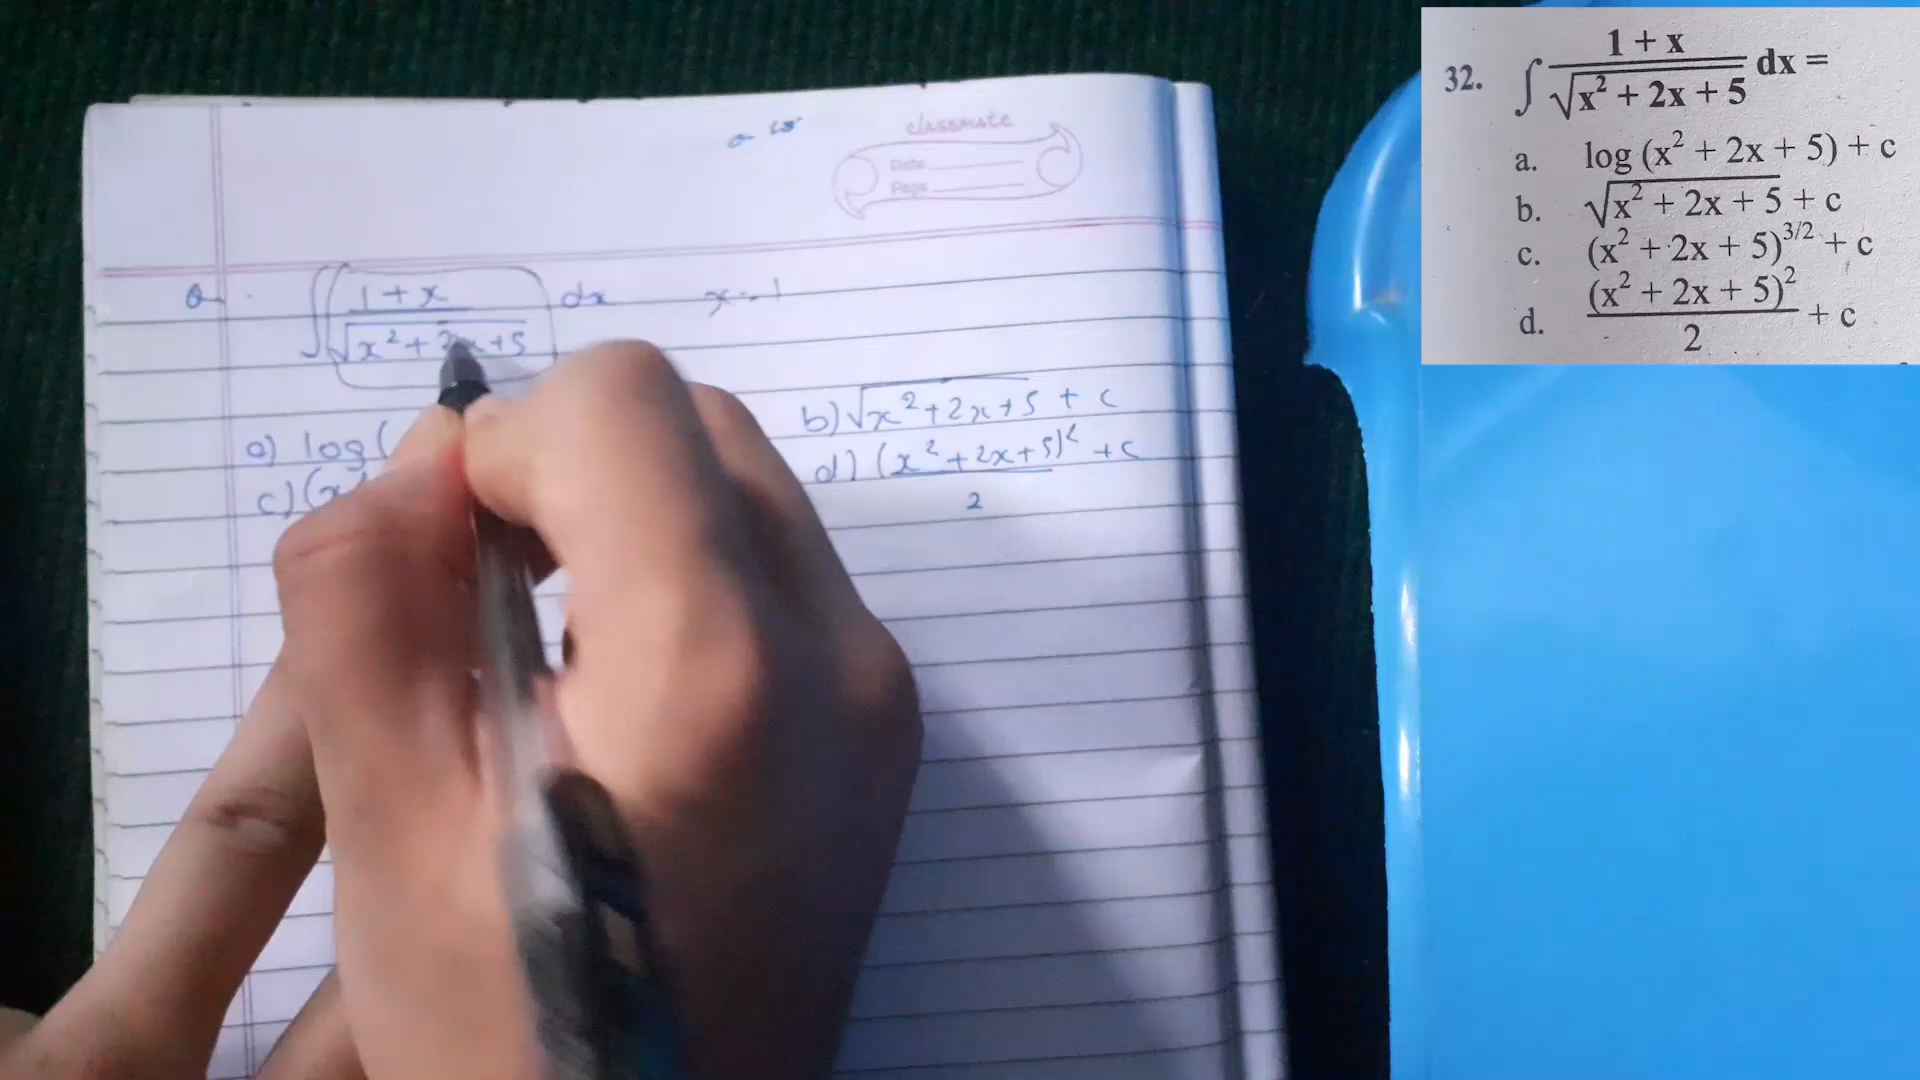 classmate
Date
Page
Q. ∫ 1 + x / √x² + 2x + 5 dx x = 1
a) log (
b) √x² + 2x + 5 + c
c) (x
d) (x² + 2x + 5)² + c / 2
32. ∫ 1 + x / √x² + 2x + 5 dx =
a. log (x² + 2x + 5) + c
b. √x² + 2x + 5 + c
c. (x² + 2x + 5)^3/2 + c
d. (x² + 2x + 5)² / 2 + c